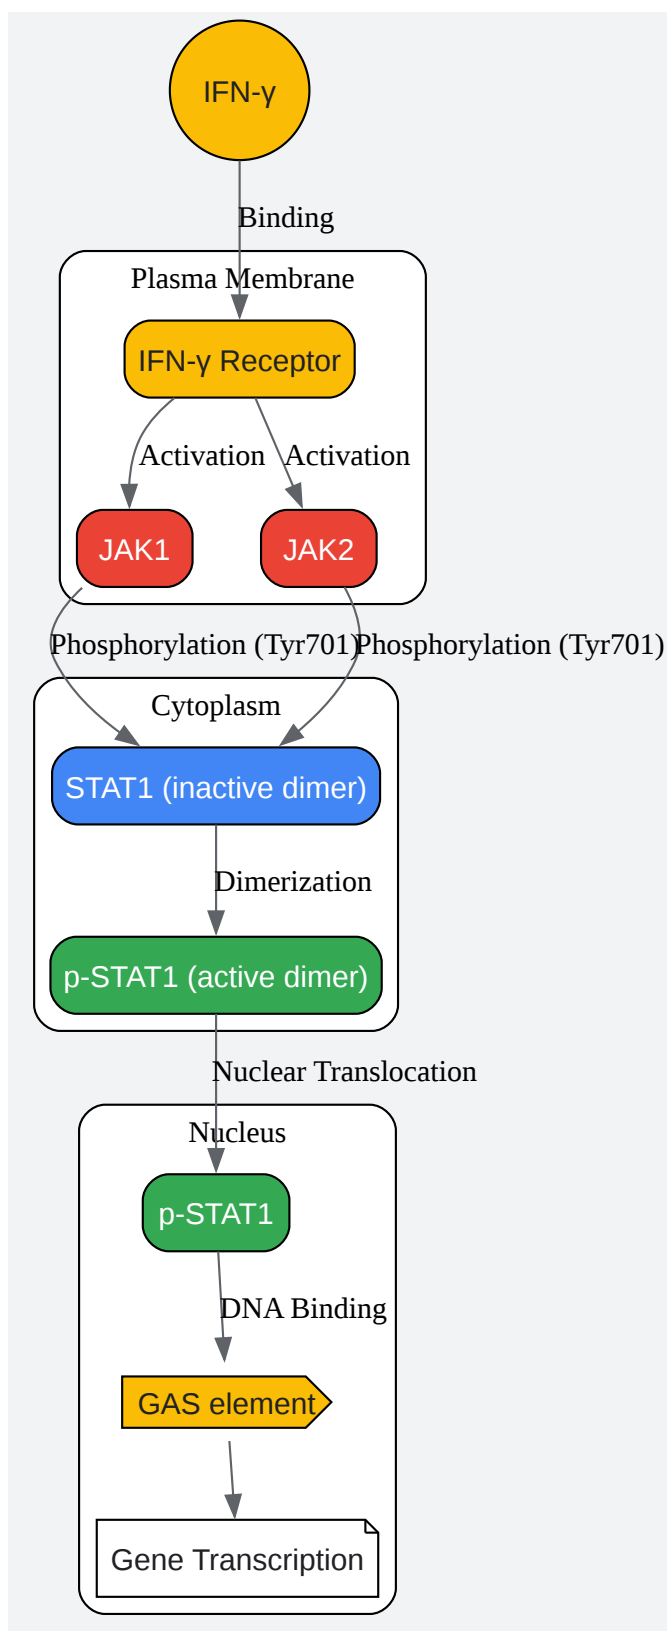 IFN-γ
Binding
Plasma Membrane
IFN-γ Receptor
Activation
Activation
JAK1
JAK2
Phosphorylation (Tyr701)
Phosphorylation (Tyr701)
Cytoplasm
STAT1 (inactive dimer)
Dimerization
p-STAT1 (active dimer)
Nuclear Translocation
Nucleus
p-STAT1
DNA Binding
GAS element
Gene Transcription